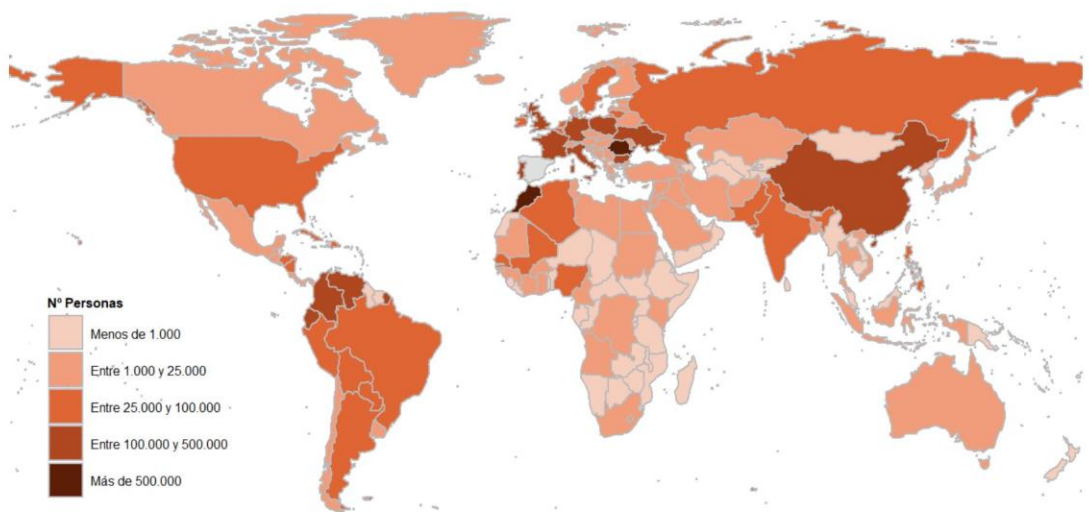 Nº Personas
Menos de 1.000
Entre 1.000 y 25.000
Entre 25.000 y 100.000
Entre 100.000 y 500.000
Más de 500.000